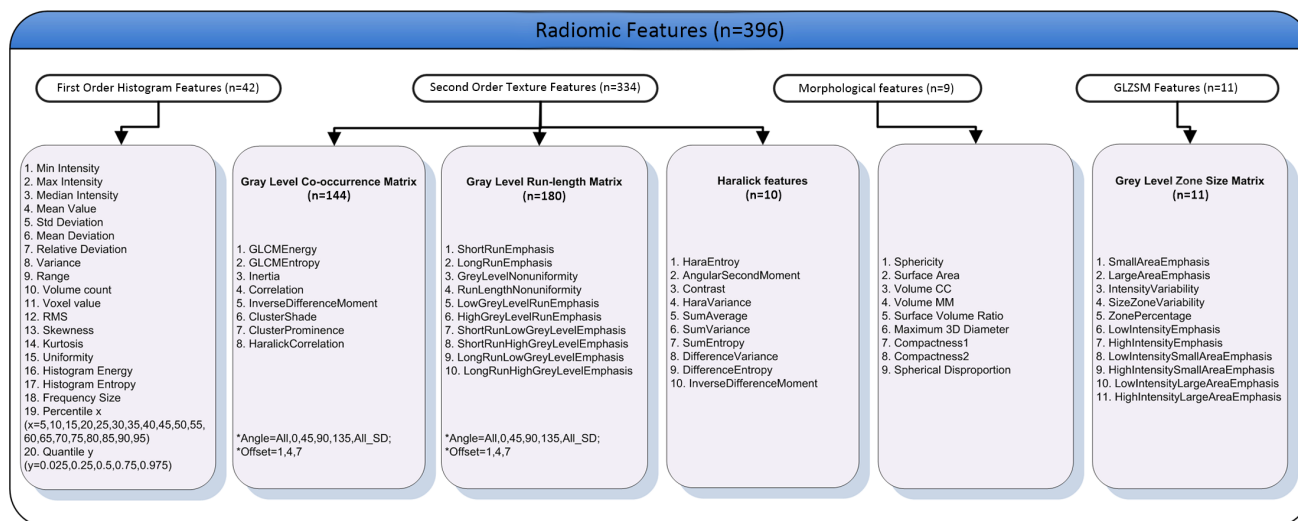 Radiomic Features (n=396)
First Order Histogram Features (n=42)
Second Order Texture Features (n=334)
Morphological features (n=9)
GLZSM Features (n=11)
1. Min Intensity
2. Max Intensity
3. Median Intensity
4. Mean Value
5. Std Deviation
6. Mean Deviation
7. Relative Deviation
8. Variance
9. Range
10. Volume count
11. Voxel value
12. RMS
13. Skewness
14. Kurtosis
15. Uniformity
16. Histogram Energy
17. Histogram Entropy
18. Frequency Size
19. Percentile x
(x=5,10,15,20,25,30,35,40,45,50,55,
60,65,70,75,80,85,90,95)
20. Quantile y
(y=0.025,0.25,0.5,0.75,0.975)
Gray Level Co-occurrence Matrix
(n=144)
1. GLCMEnergy
2. GLCMEntropy
3. Inertia
4. Correlation
5. InverseDifferenceMoment
6. ClusterShade
7. ClusterProminence
8. HaralickCorrelation
*Angle=All,0,45,90,135,All_SD;
*Offset=1,4,7
Gray Level Run-length Matrix
(n=180)
1. ShortRunEmphasis
2. LongRunEmphasis
3. GreyLevelNonuniformity
4. RunLengthNonuniformity
5. LowGreyLevelRunEmphasis
6. HighGreyLevelRunEmphasis
7. ShortRunLowGreyLevelEmphasis
8. ShortRunHighGreyLevelEmphasis
9. LongRunLowGreyLevelEmphasis
10. LongRunHighGreyLevelEmphasis
*Angle=All,0,45,90,135,All_SD;
*Offset=1,4,7
Haralick features
(n=10)
1. HaraEntroy
2. AngularSecondMoment
3. Contrast
4. HaraVariance
5. SumAverage
6. SumVariance
7. SumEntropy
8. DifferenceVariance
9. DifferenceEntropy
10. InverseDifferenceMoment
1. Sphericity
2. Surface Area
3. Volume CC
4. Volume MM
5. Surface Volume Ratio
6. Maximum 3D Diameter
7. Compactness1
8. Compactness2
9. Spherical Disproportion
Grey Level Zone Size Matrix
(n=11)
1. SmallAreaEmphasis
2. LargeAreaEmphasis
3. IntensityVariability
4. SizeZoneVariability
5. ZonePercentage
6. LowIntensityEmphasis
7. HighIntensityEmphasis
8. LowIntensitySmallAreaEmphasis
9. HighIntensitySmallAreaEmphasis
10. LowIntensityLargeAreaEmphasis
11. HighIntensityLargeAreaEmphasis